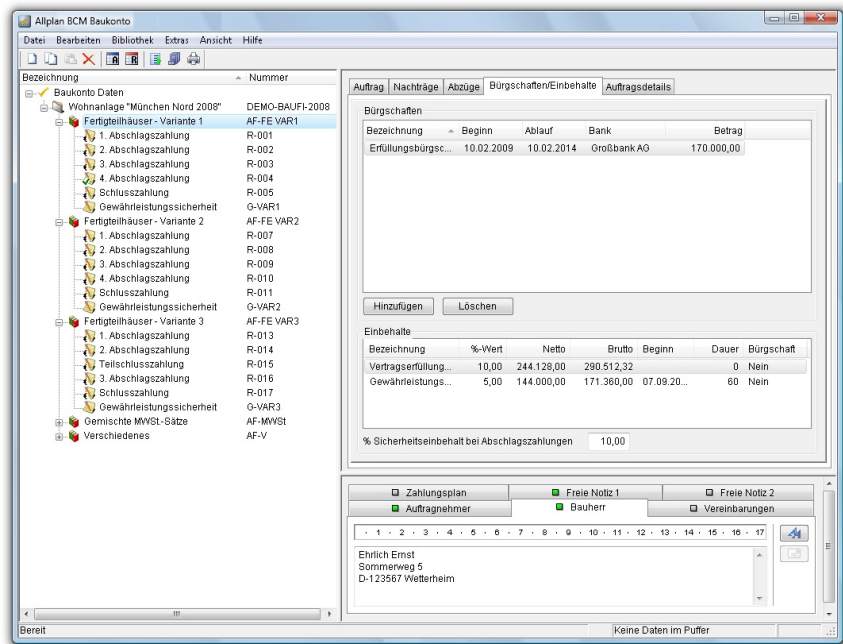 Allplan BCM Baukonto
Datei Bearbeiten Bibliothek Extras Ansicht Hilfe
Bezeichnung Nummer
Baukonto Daten
Wohnanlage "München Nord 2008" DEMO-BAUFI-2008
Fertigteilhäuser - Variante 1 AF-FE VAR1
1. Abschlagszahlung R-001
2. Abschlagszahlung R-002
3. Abschlagszahlung R-003
4. Abschlagszahlung R-004
Schlusszahlung R-005
Gewährleistungssicherheit G-VAR1
Fertigteilhäuser - Variante 2 AF-FE VAR2
1. Abschlagszahlung R-007
2. Abschlagszahlung R-008
3. Abschlagszahlung R-009
4. Abschlagszahlung R-010
Schlusszahlung R-011
Gewährleistungssicherheit G-VAR2
Fertigteilhäuser - Variante 3 AF-FE VAR3
1. Abschlagszahlung R-013
2. Abschlagszahlung R-014
Teilschlusszahlung R-015
3. Abschlagszahlung R-016
Schlusszahlung R-017
Gewährleistungssicherheit G-VAR3
Gemischte MWSt.-Sätze AF-MWSt
Verschiedenes AF-V
Auftrag Nachträge Abzüge Bürgschaften/Einbehalte Auftragsdetails
Bürgschaften
Bezeichnung Beginn Ablauf Bank Betrag
Erfüllungsbürgsc... 10.02.2009 10.02.2014 Großbank AG 170.000,00
Hinzufügen Löschen
Einbehalte
Bezeichnung %-Wert Netto Brutto Beginn Dauer Bürgschaft
Vertragserfüllung... 10,00 244.128,00 290.512,32 0 Nein
Gewährleistungs... 5,00 144.000,00 171.360,00 07.09.20... 60 Nein
% Sicherheitseinbehalt bei Abschlagszahlungen 10,00
Zahlungsplan Freie Notiz 1 Freie Notiz 2
Auftragnehmer Bauherr Vereinbarungen
· 1 · 2 · 3 · 4 · 5 · 6 · 7 · 8 · 9 · 10 · 11 · 12 · 13 · 14 · 15 · 16 · 17
Ehrlich Ernst
Sommerweg 5
D-123567 Wetterheim
Bereit Keine Daten im Puffer